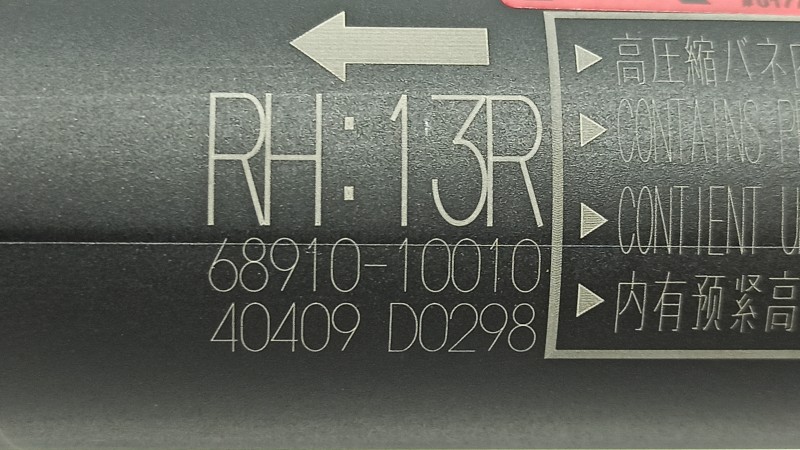 RH:13R
68910-10010
40409 D0298
高圧縮バネ
CONTAINS
CONTIENT
内有预紧高